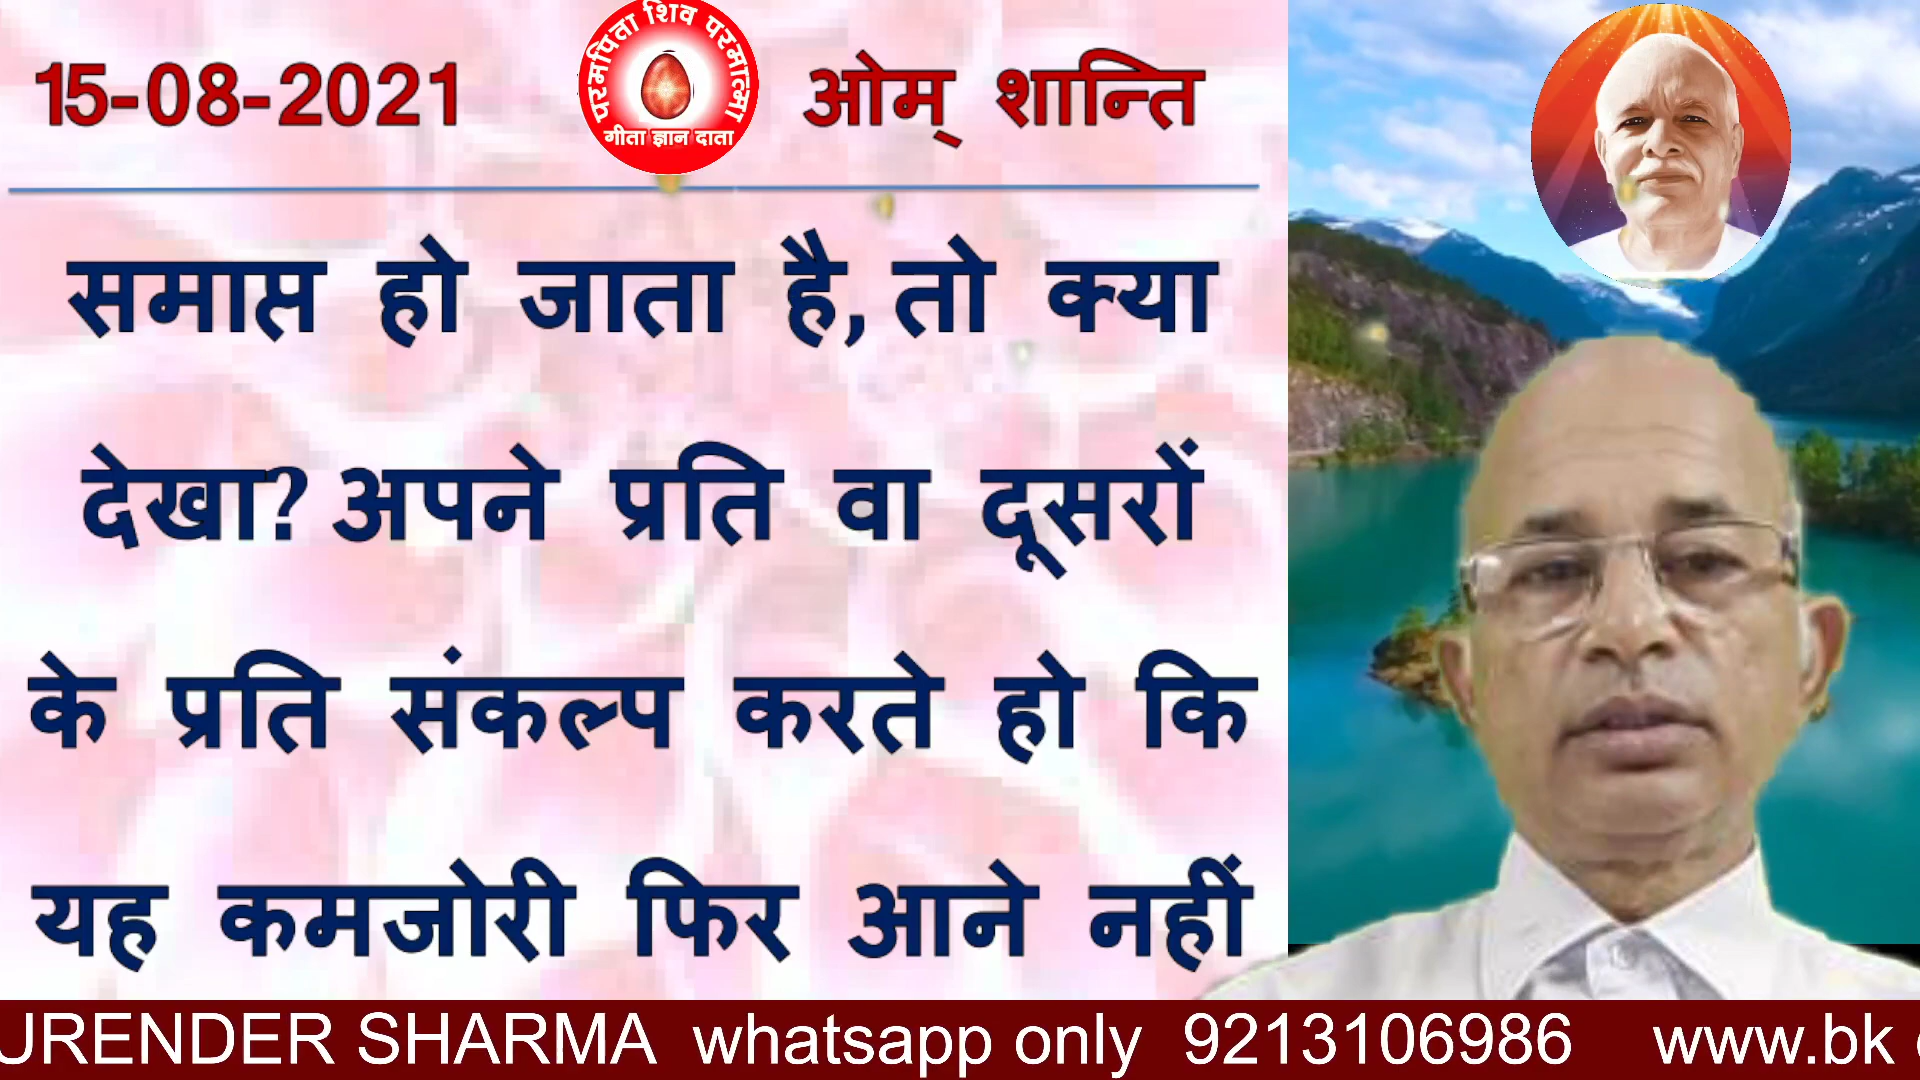 15-08-2021
परमपिता शिव परमात्मा
गीता ज्ञान दाता
ओम् शान्ति
समाप्त हो जाता है, तो क्या
देखा? अपने प्रति वा दूसरों
के प्रति संकल्प करते हो कि
यह कमजोरी फिर आने नहीं
URENDER SHARMA whatsapp only 9213106986 www.bk